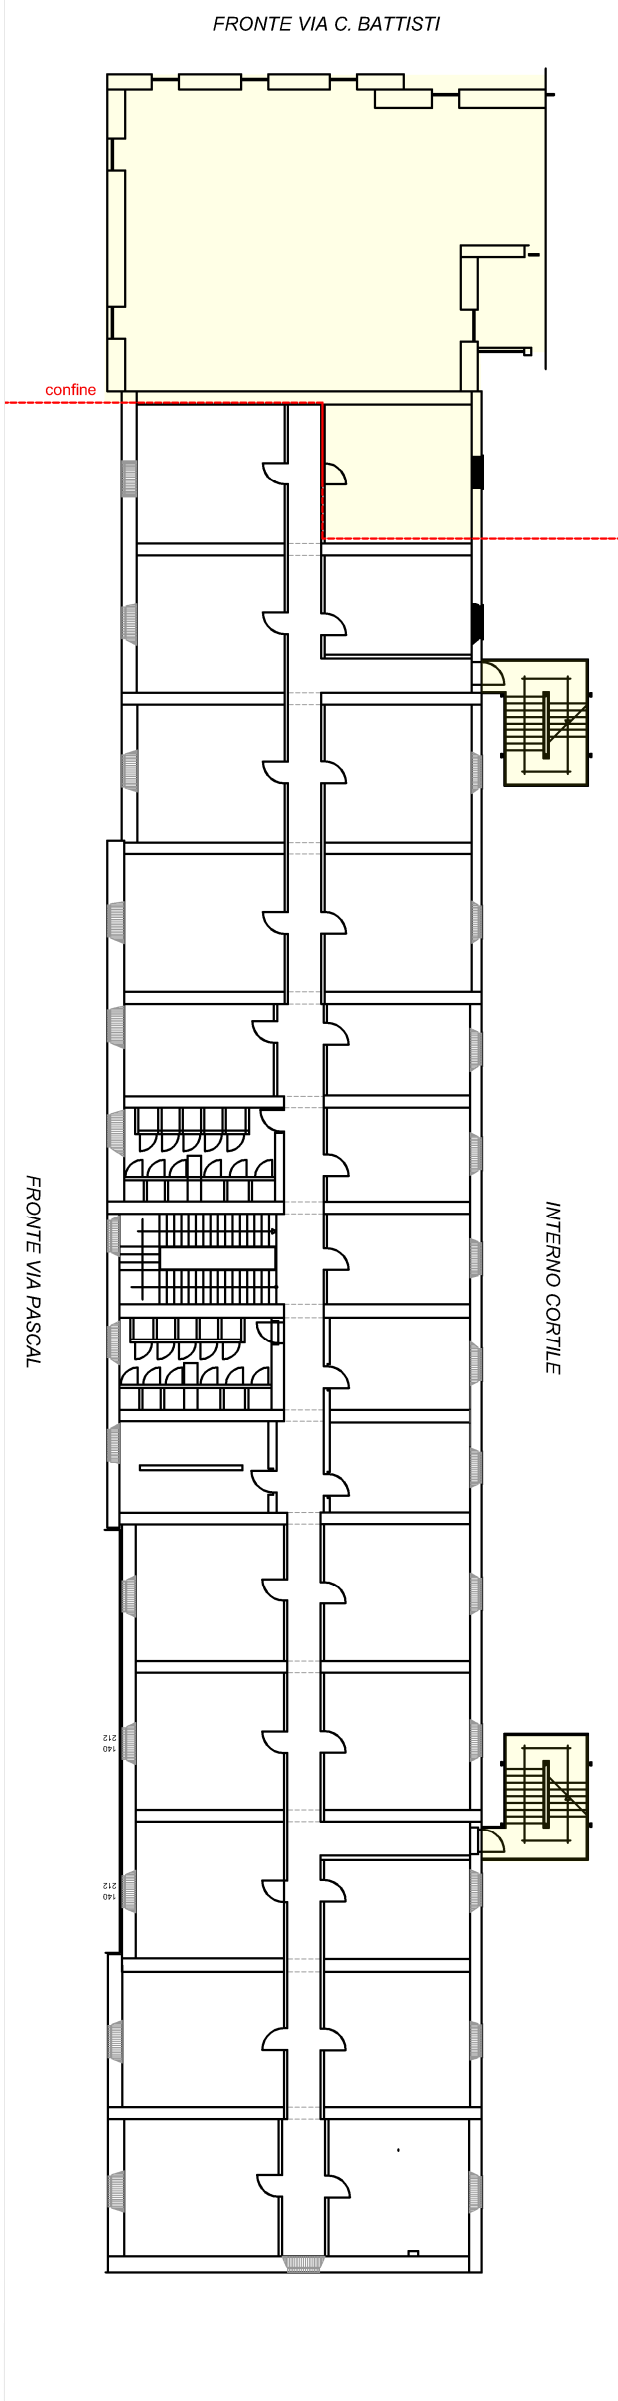 FRONTE VIA C. BATTISTI
confine
FRONTE VIA PASCAL
INTERNO CORTILE
212
140
212
140